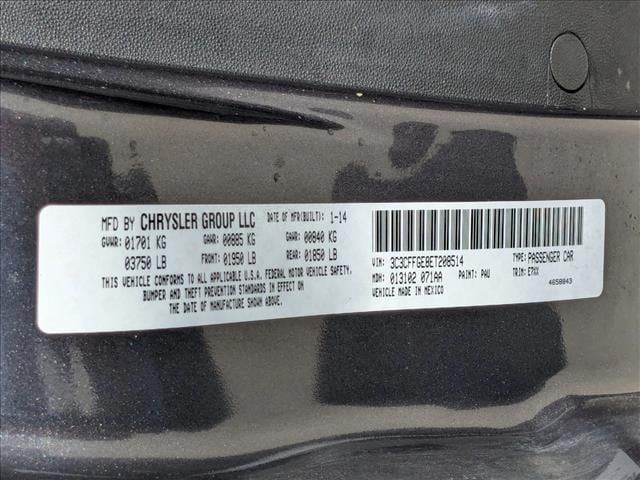 MFD BY CHRYSLER GROUP LLC DATE OF MFR(BUILT): 1-14
GVWR: 01701 KG GAWR: 00885 KG GAWR: 00840 KG
03750 LB FRONT: 01950 LB REAR: 01850 LB
THIS VEHICLE CONFORMS TO ALL APPLICABLE U.S.A. FEDERAL MOTOR VEHICLE SAFETY,
BUMPER AND THEFT PREVENTION STANDARDS IN EFFECT ON
THE DATE OF MANUFACTURE SHOWN ABOVE.
VIN: 3C3CFFGE8ET208514 TYPE: PASSENGER CAR
MDH: 013102 071AA PAINT: PAU TRIM: E7XX
VEHICLE MADE IN MEXICO 4658843